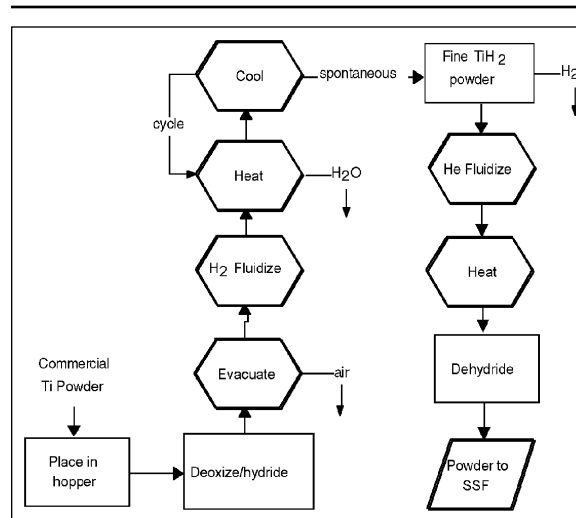 Commercial
Ti Powder
Place in
hopper
Deoxize/hydride
Evacuate
air
H2 Fluidize
Heat
H2O
cycle
Cool
spontaneous
Fine TiH2
powder
H2
He Fluidize
Heat
Dehydride
Powder to
SSF